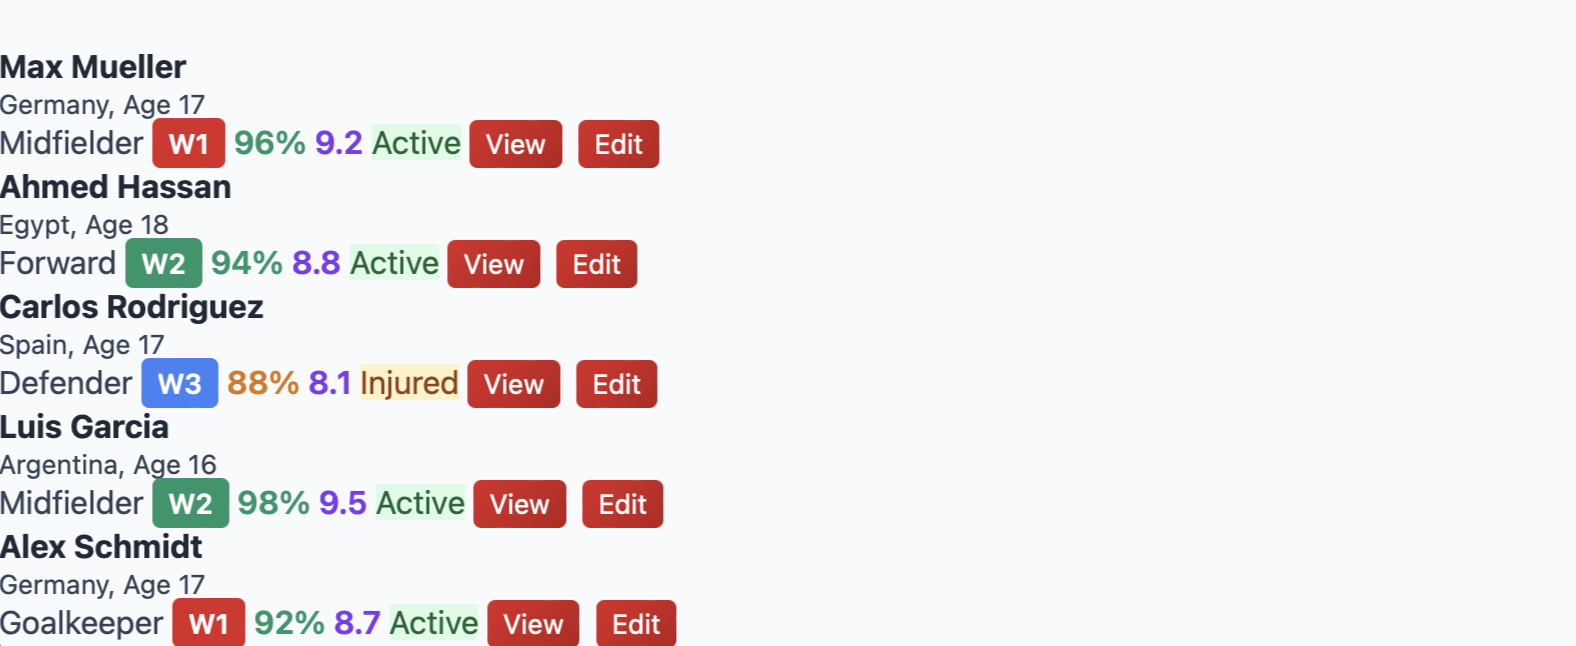 Max Mueller
Germany, Age 17
Midfielder W1 96% 9.2 Active View Edit
Ahmed Hassan
Egypt, Age 18
Forward W2 94% 8.8 Active View Edit
Carlos Rodriguez
Spain, Age 17
Defender W3 88% 8.1 Injured View Edit
Luis Garcia
Argentina, Age 16
Midfielder W2 98% 9.5 Active View Edit
Alex Schmidt
Germany, Age 17
Goalkeeper W1 92% 8.7 Active View Edit